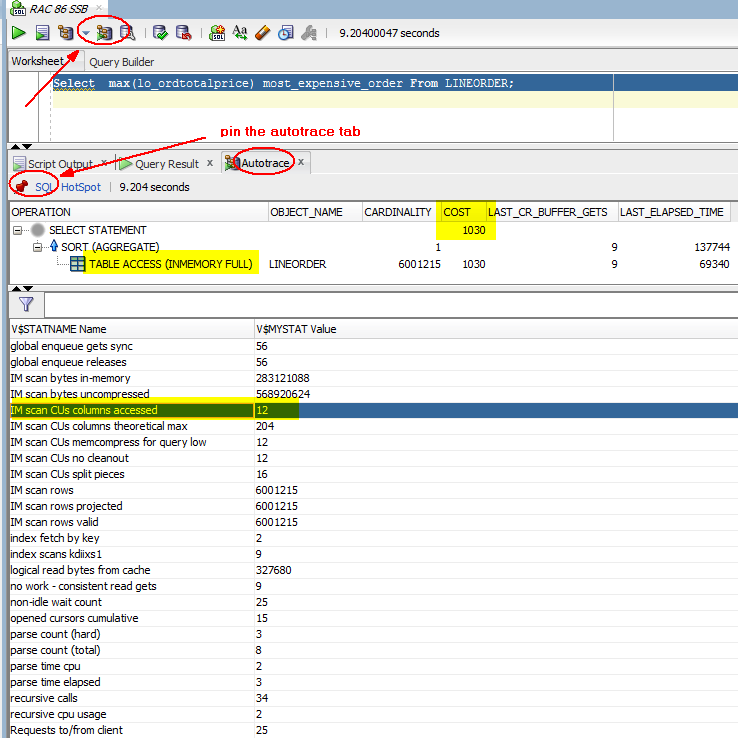 RAC 86 SSB
9.20400047 seconds
Worksheet Query Builder
Select max(lo_ordtotalprice) most_expensive_order From LINEORDER;
pin the autotrace tab
Script Output x Query Result x Autotrace x
SQL HotSpot 9.204 seconds
OPERATION OBJECT_NAME CARDINALITY COST LAST_CR_BUFFER_GETS LAST_ELAPSED_TIME
SELECT STATEMENT 1030
SORT (AGGREGATE) 1 9 137744
TABLE ACCESS (INMEMORY FULL) LINEORDER 6001215 1030 9 69340
V$STATNAME Name V$MYSTAT Value
global enqueue gets sync 56
global enqueue releases 56
IM scan bytes in-memory 283121088
IM scan bytes uncompressed 568920624
IM scan CUs columns accessed 12
IM scan CUs columns theoretical max 204
IM scan CUs memcompress for query low 12
IM scan CUs no cleanout 12
IM scan CUs split pieces 16
IM scan rows 6001215
IM scan rows projected 6001215
IM scan rows valid 6001215
index fetch by key 2
index scans kdiixs1 9
logical read bytes from cache 327680
no work - consistent read gets 9
non-idle wait count 25
opened cursors cumulative 15
parse count (hard) 3
parse count (total) 8
parse time cpu 2
parse time elapsed 3
recursive calls 34
recursive cpu usage 2
Requests to/from client 25